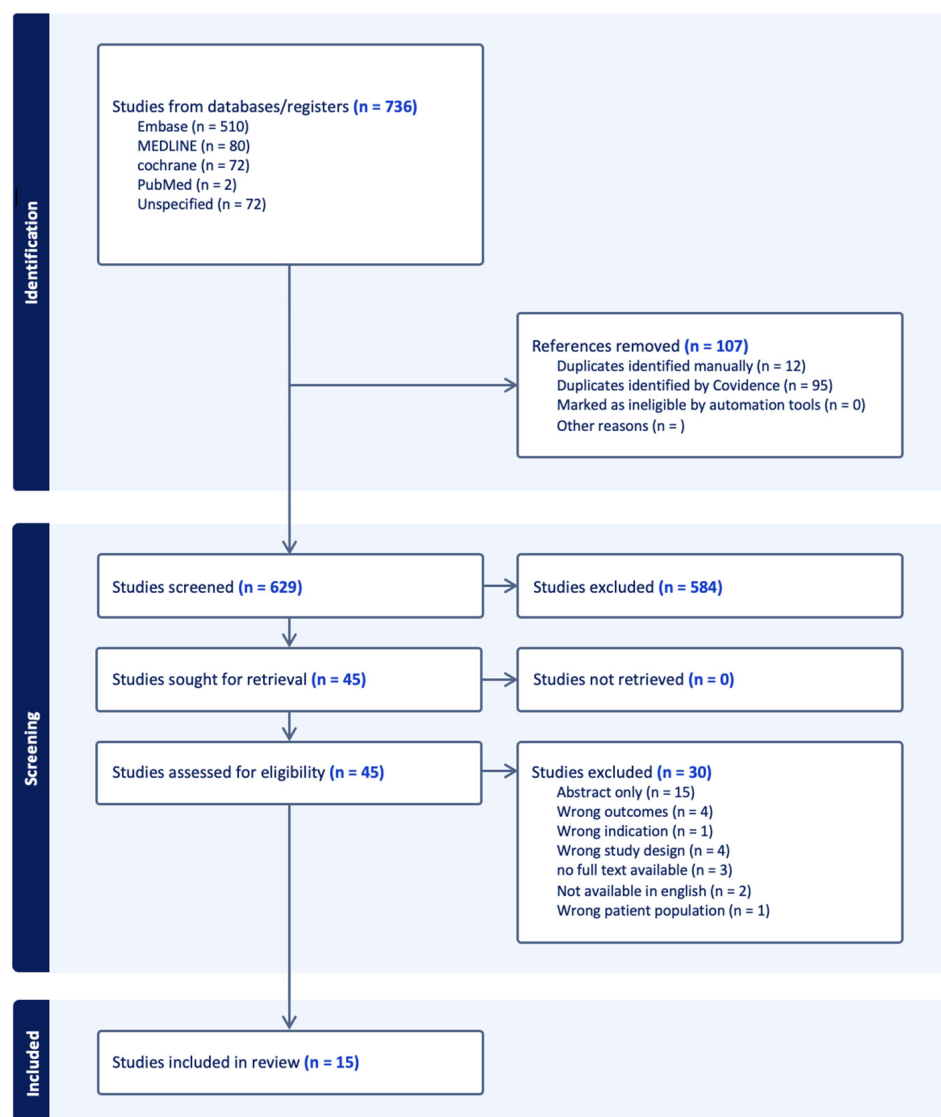 Identification
Studies from databases/registers (n = 736)
Embase (n = 510)
MEDLINE (n = 80)
cochrane (n = 72)
PubMed (n = 2)
Unspecified (n = 72)
References removed (n = 107)
Duplicates identified manually (n = 12)
Duplicates identified by Covidence (n = 95)
Marked as ineligible by automation tools (n = 0)
Other reasons (n = )
Screening
Studies screened (n = 629)
Studies excluded (n = 584)
Studies sought for retrieval (n = 45)
Studies not retrieved (n = 0)
Studies assessed for eligibility (n = 45)
Studies excluded (n = 30)
Abstract only (n = 15)
Wrong outcomes (n = 4)
Wrong indication (n = 1)
Wrong study design (n = 4)
no full text available (n = 3)
Not available in english (n = 2)
Wrong patient population (n = 1)
Included
Studies included in review (n = 15)